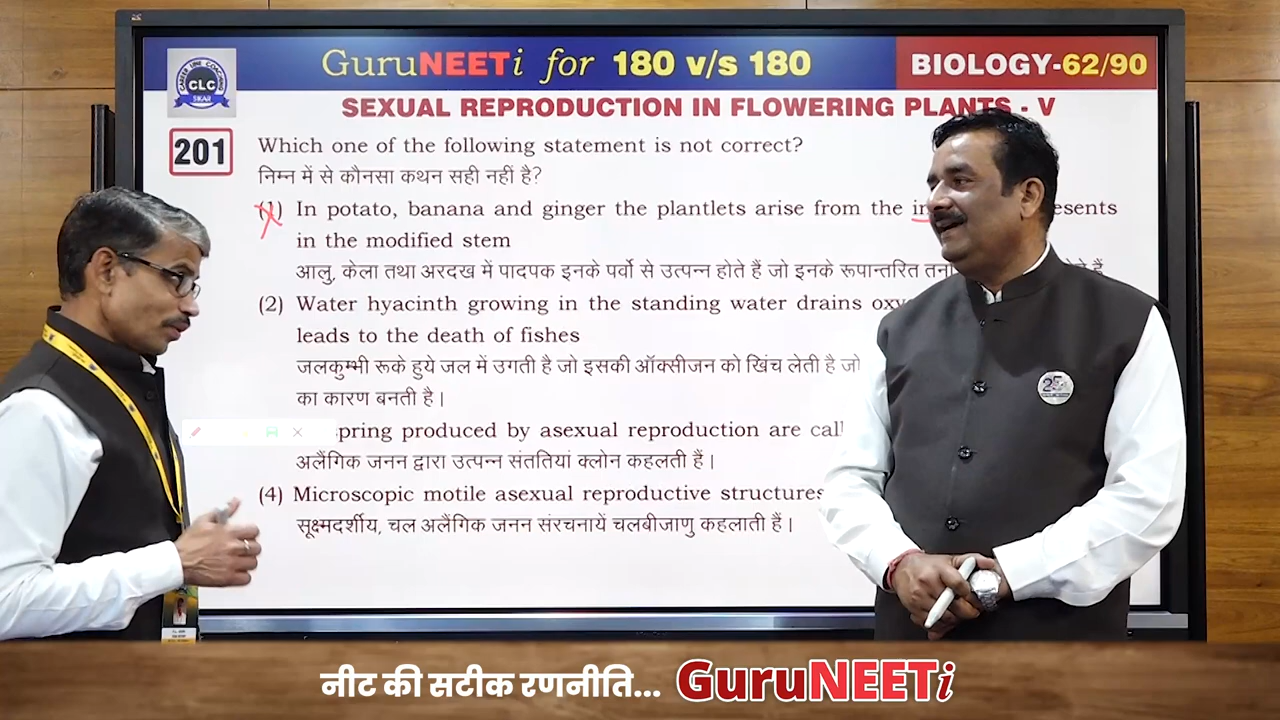 GuruNEETi for 180 v/s 180
BIOLOGY-62/90
CAREER LINE COACHING
CLC
SIKAR
SEXUAL REPRODUCTION IN FLOWERING PLANTS - V
201
Which one of the following statement is not correct?
निम्न में से कौनसा कथन सही नहीं है?
(1) In potato, banana and ginger the plantlets arise from the
in the modified stem
आलु, केला तथा अरदख में पादपक इनके पर्वो से उत्पन्न होते हैं जो इनके रूपान्तरित
(2) Water hyacinth growing in the standing water drains
leads to the death of fishes
जलकुम्भी रूके हुये जल में उगती है जो इसकी ऑक्सीजन को खिंच लेती है जो
का कारण बनती है।
produced by asexual reproduction are
अलैंगिक जनन द्वारा उत्पन्न संततियां क्लोन कहलती हैं।
(4) Microscopic motile asexual reproductive structures
सूक्ष्मदर्शीय, चल अलैंगिक जनन संरचनायें चलबीजाणु कहलाती हैं।
25
नीट की सटीक रणनीति... GuruNEETi